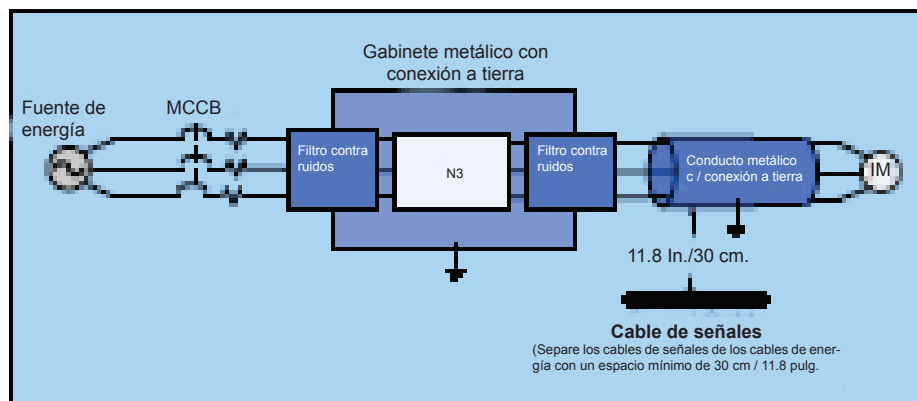 Gabinete metálico con
conexión a tierra
Fuente de
energía
MCCB
Filtro contra
ruidos
N3
Filtro contra
ruidos
Conducto metálico
c / conexión a tierra
IM
11.8 In./30 cm.
Cable de señales
(Separe los cables de señales de los cables de ener-
gía con un espacio mínimo de 30 cm / 11.8 pulg.